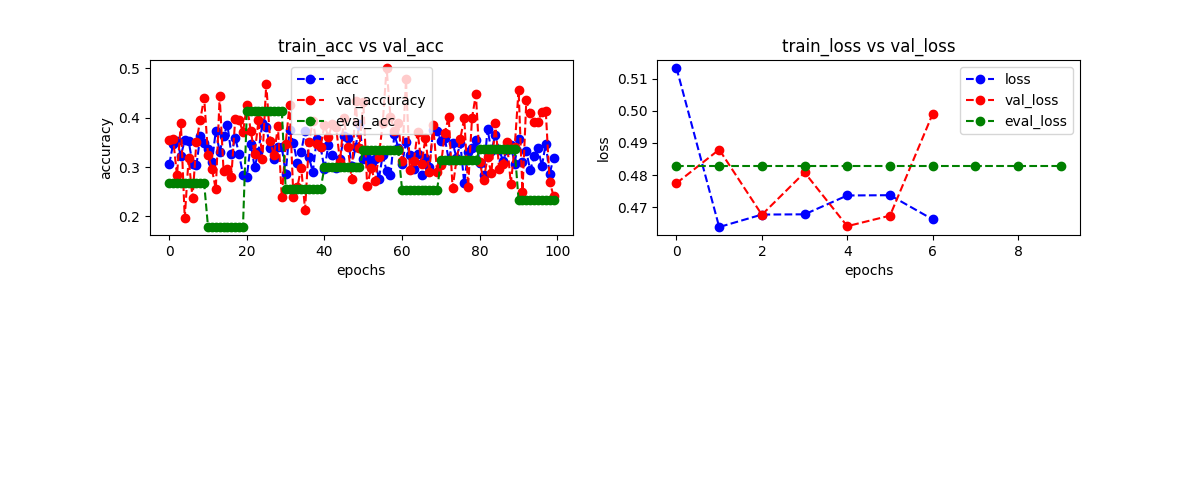 train_acc vs val_acc
accuracy
0.5
0.4
0.3
0.2
acc
val_accuracy
eval_acc
0
20
40
60
80
100
epochs
train_loss vs val_loss
loss
0.51
0.50
0.49
0.48
0.47
loss
val_loss
eval_loss
0
2
4
6
8
epochs